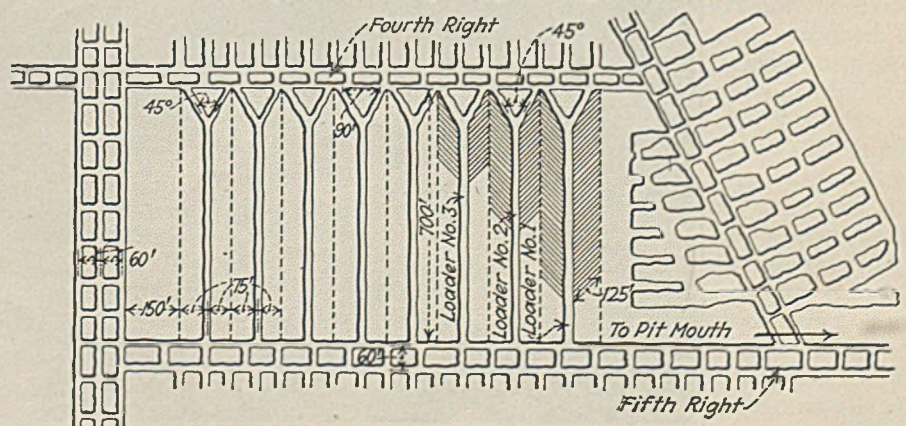 Fourth Right
45°
45°
90'
700'
Loader No.3
Loader No.2
Loader No.1
60'
75'
150'
125'
To Pit Mouth
60'
Fifth Right